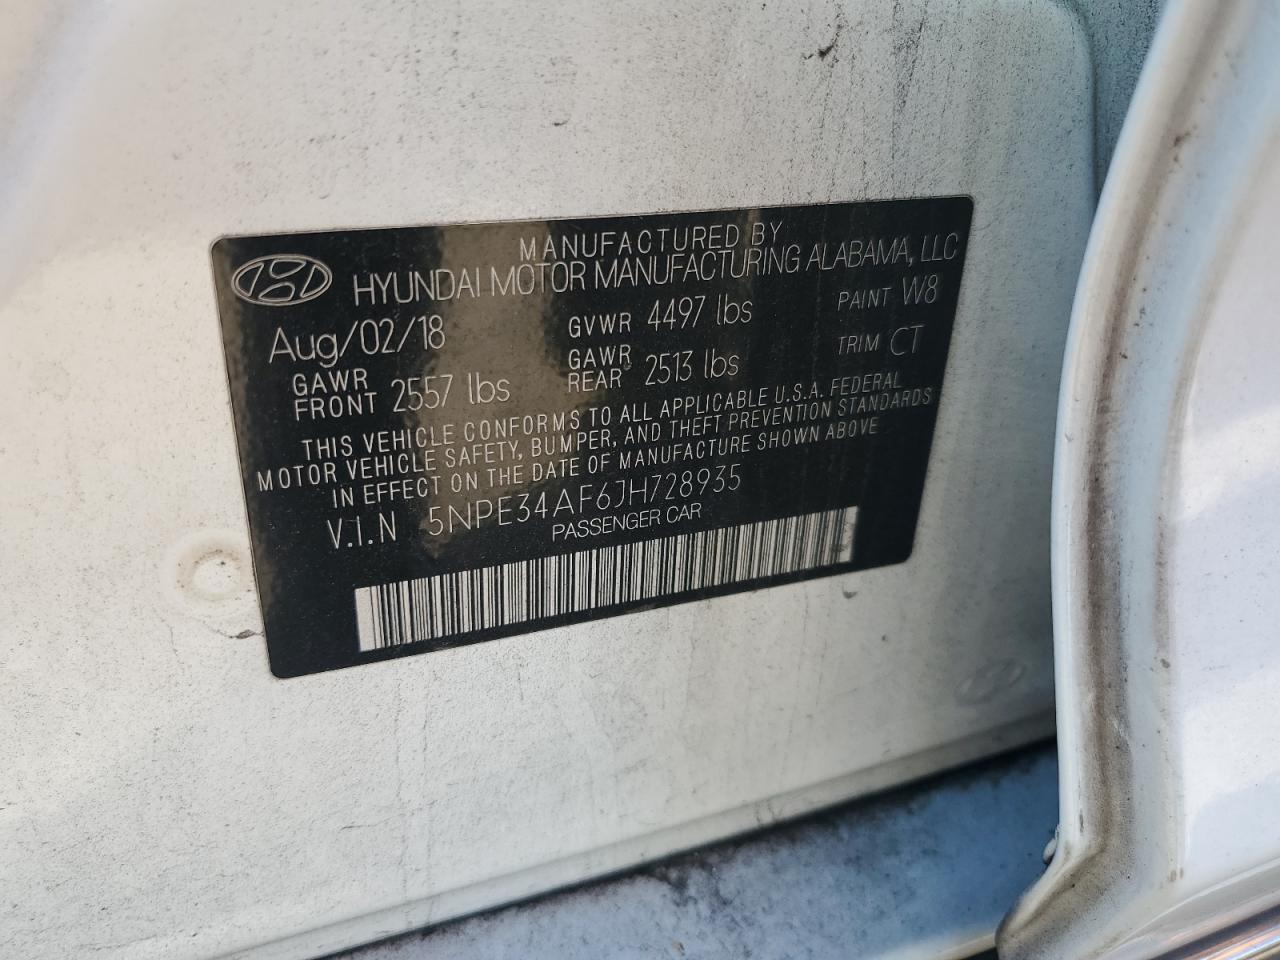 MANUFACTURED BY
HYUNDAI MOTOR MANUFACTURING ALABAMA, LLC
Aug/02/18 GVWR 4497 lbs PAINT W8
GAWR FRONT 2557 lbs GAWR REAR 2513 lbs TRIM CT
THIS VEHICLE CONFORMS TO ALL APPLICABLE U.S.A. FEDERAL
MOTOR VEHICLE SAFETY, BUMPER, AND THEFT PREVENTION STANDARDS
IN EFFECT ON THE DATE OF MANUFACTURE SHOWN ABOVE
V.I.N 5NPE34AF6JH728935
PASSENGER CAR